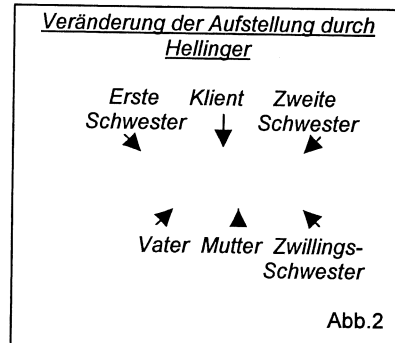 Veränderung der Aufstellung durch
Hellinger
Erste Klient Zweite
Schwester Schwester
Vater Mutter Zwillings-
Schwester
Abb.2